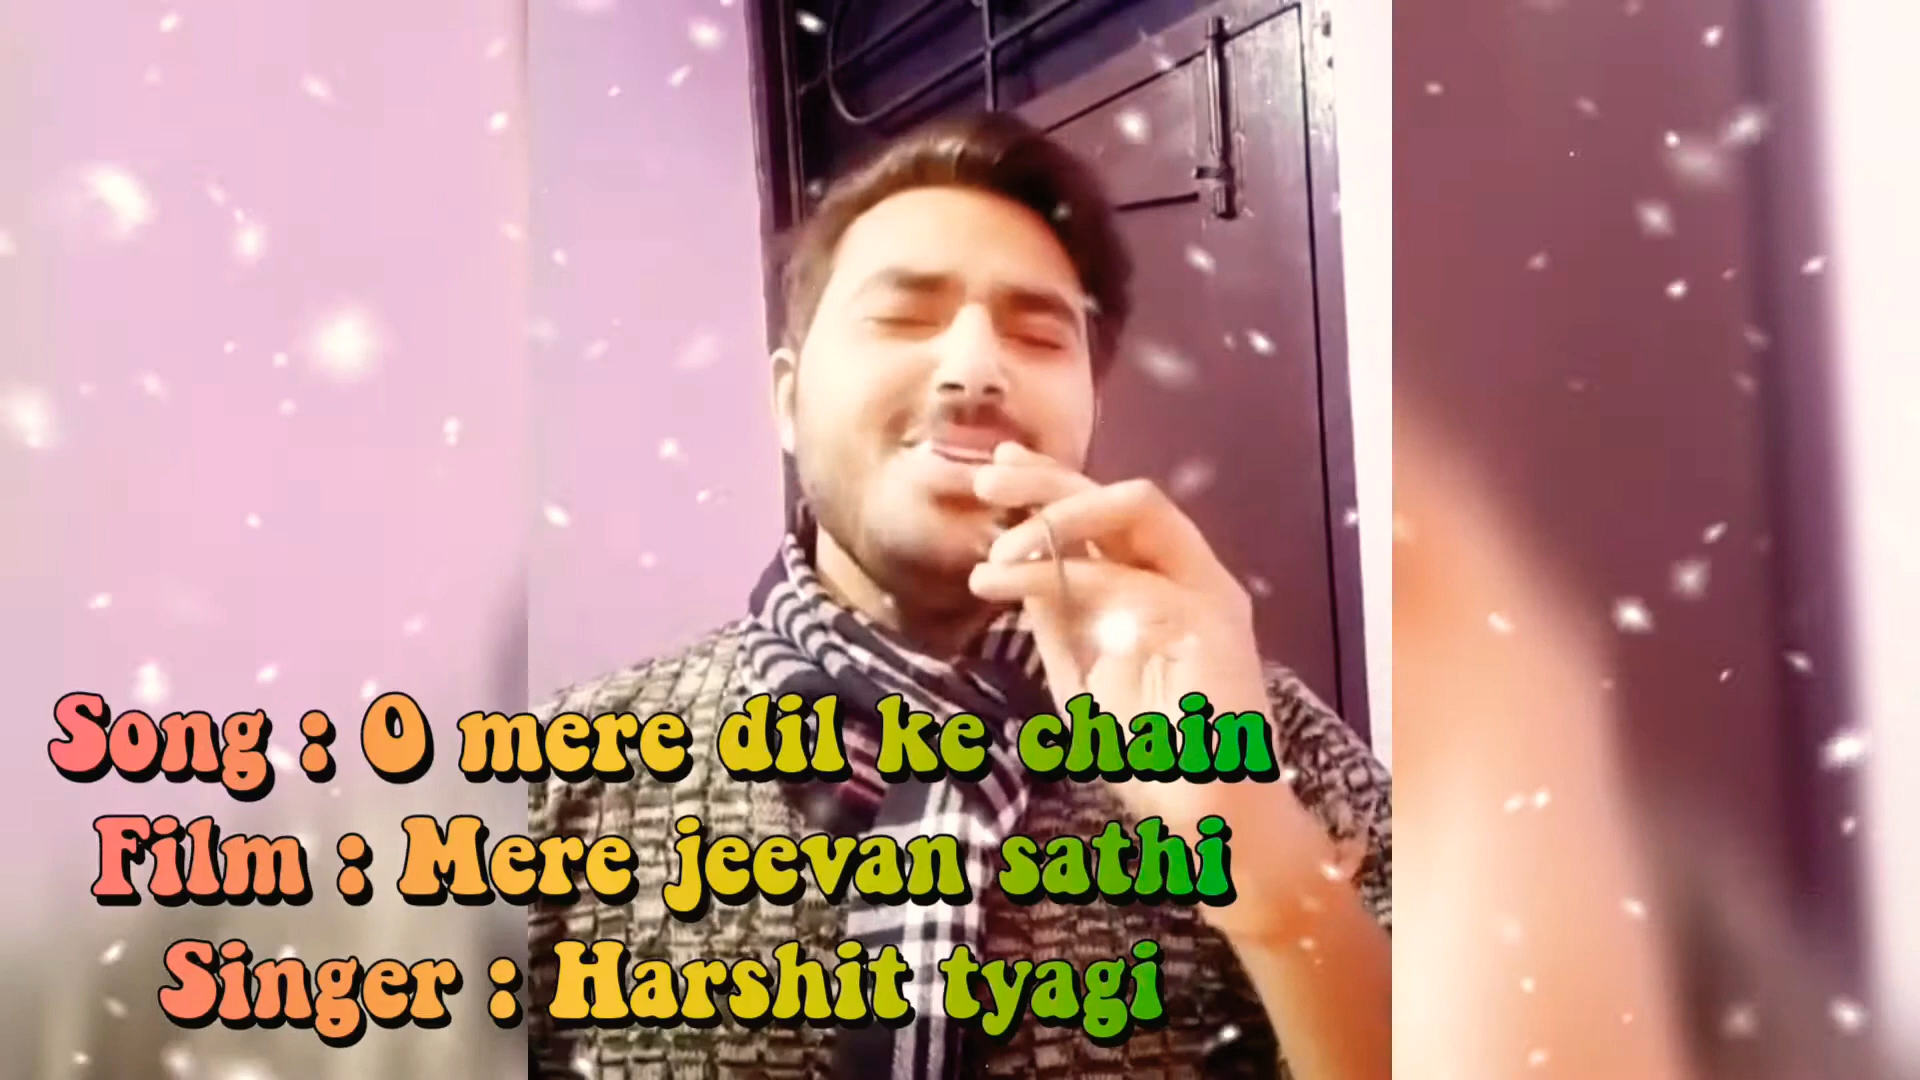 Song : O mere dil ke chain
Film : Mere jeevan sathi
Singer : Harshit tyagi